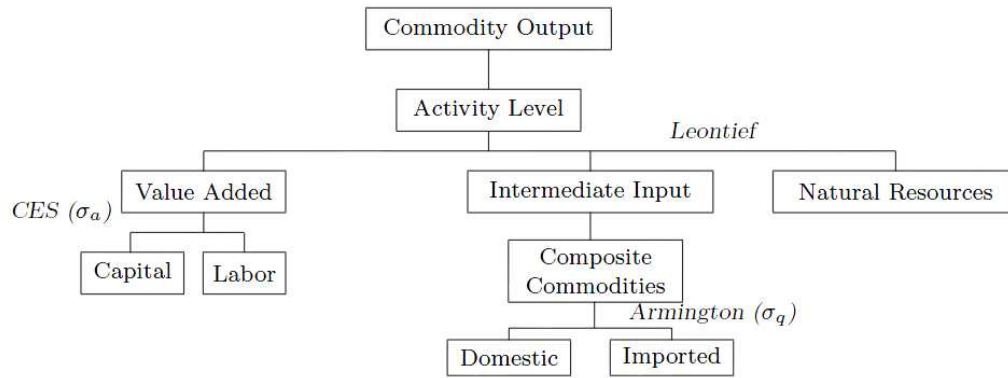 Commodity Output
Activity Level
Leontief
Value Added
Intermediate Input
Natural Resources
CES (σₐ)
Capital
Labor
Composite
Commodities
Armington (σ_q)
Domestic
Imported